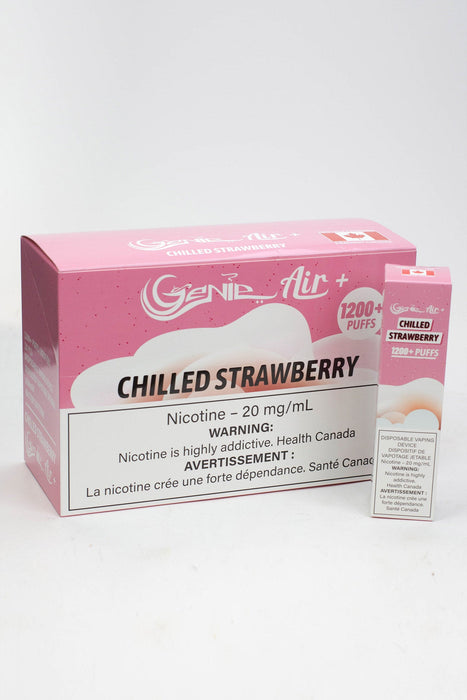 Genie Air +
CHILLED STRAWBERRY
Genie Air +
1200+
PUFFS
CHILLED STRAWBERRY
Nicotine – 20 mg/mL
WARNING:
Nicotine is highly addictive. Health Canada
AVERTISSEMENT :
La nicotine crée une forte dépendance. Santé Canada
Genie Air +
CHILLED
STRAWBERRY
1200+ PUFFS
DISPOSABLE VAPING
DEVICE
DISPOSITIF DE
VAPOTAGE JETABLE
Nicotine – 20 mg/mL
WARNING:
Nicotine is highly
addictive.
Health Canada
AVERTISSEMENT :
La nicotine crée une
forte dépendance.
Santé Canada